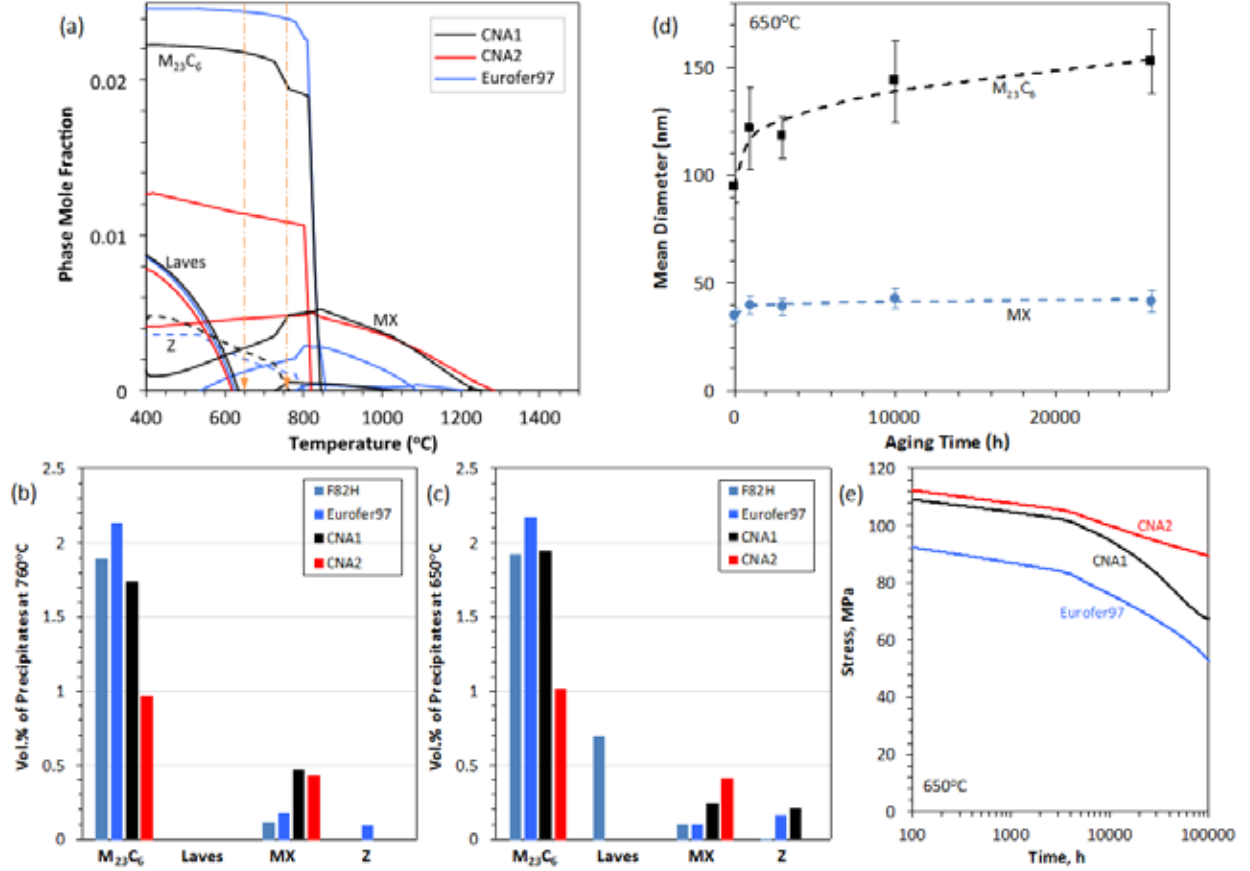 (a)
CNA1
CNA2
Eurofer97
M₂₃C₆
Laves
Z
MX
0.02
0.01
0
400 600 800 1000 1200 1400
Phase Mole Fraction
Temperature (°C)
(d)
650°C
M₂₃C₆
MX
150
100
50
0
0 10000 20000
Mean Diameter (nm)
Aging Time (h)
(b)
F82H
Eurofer97
CNA1
CNA2
2.5
2
1.5
1
0.5
0
Vol.% of Precipitates at 760°C
M₂₃C₆ Laves MX Z
(c)
F82H
Eurofer97
CNA1
CNA2
2.5
2
1.5
1
0.5
0
Vol.% of Precipitates at 650°C
M₂₃C₆ Laves MX Z
(e)
CNA2
CNA1
Eurofer97
650°C
120
100
80
60
40
20
0
100 1000 10000 100000
Stress, MPa
Time, h